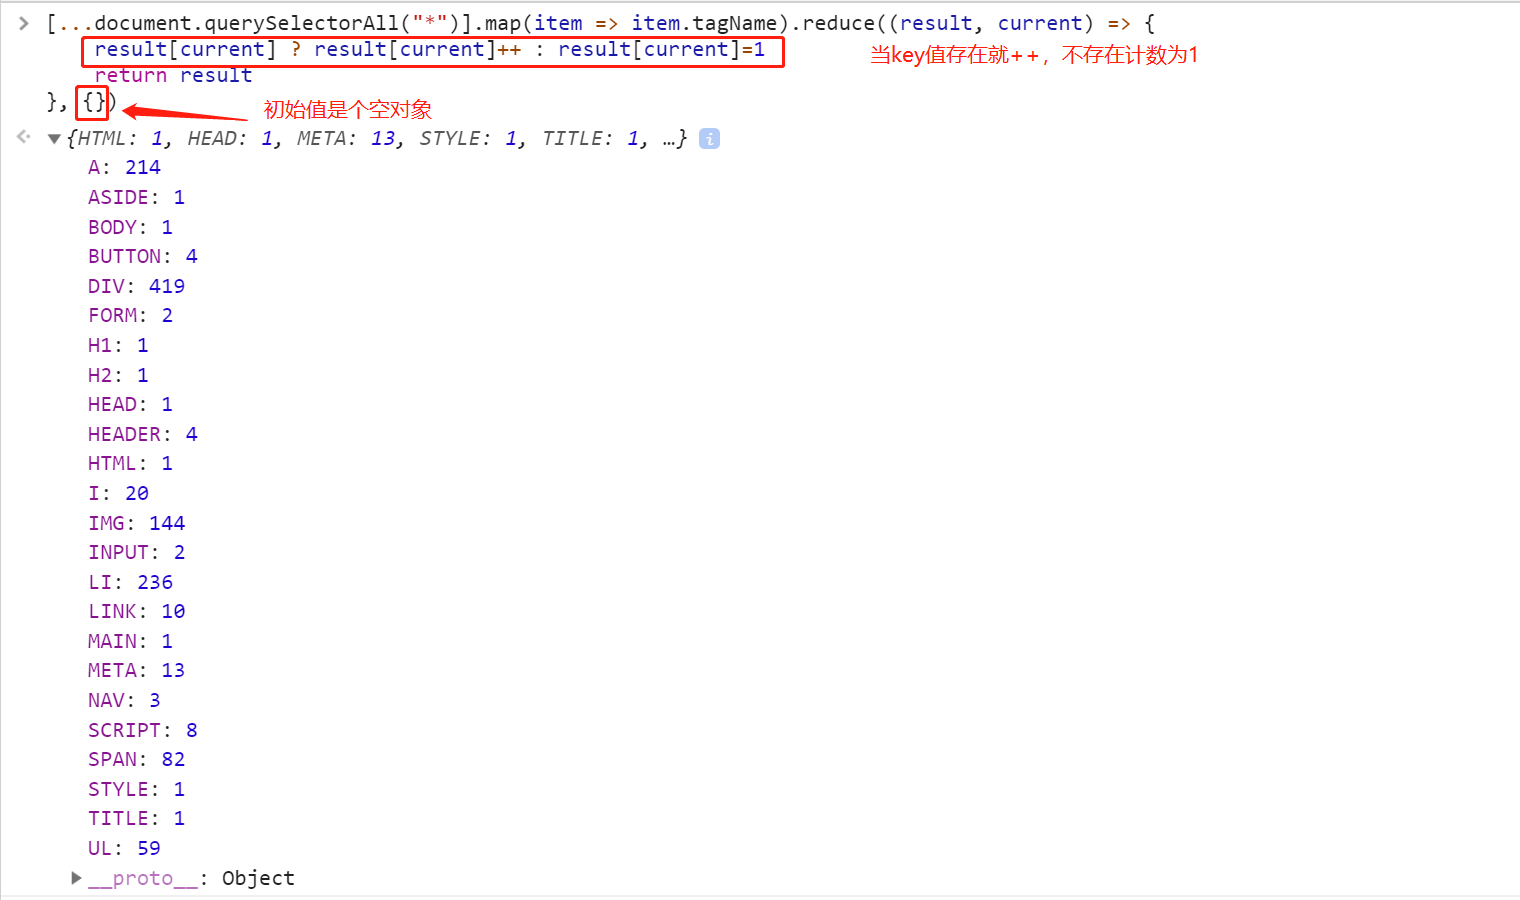 [...document.querySelectorAll("*")].map(item => item.tagName).reduce((result, current) => {
result[current] ? result[current]++ : result[current]=1 当key值存在就++，不存在计数为1
return result
}, {}) 初始值是个空对象
{HTML: 1, HEAD: 1, META: 13, STYLE: 1, TITLE: 1, …} i
A: 214
ASIDE: 1
BODY: 1
BUTTON: 4
DIV: 419
FORM: 2
H1: 1
H2: 1
HEAD: 1
HEADER: 4
HTML: 1
I: 20
IMG: 144
INPUT: 2
LI: 236
LINK: 10
MAIN: 1
META: 13
NAV: 3
SCRIPT: 8
SPAN: 82
STYLE: 1
TITLE: 1
UL: 59
__proto__: Object